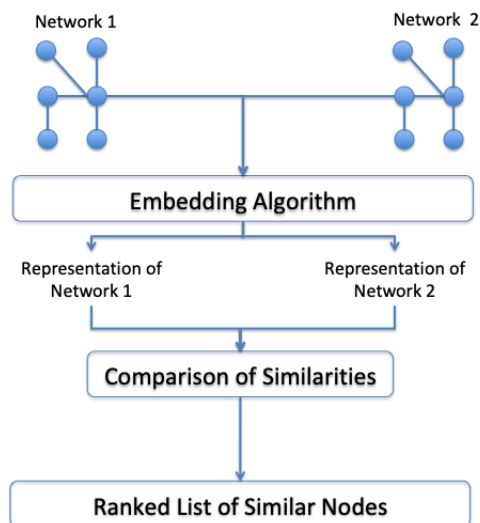 Network 1
Network 2
Embedding Algorithm
Representation of
Network 1
Representation of
Network 2
Comparison of Similarities
Ranked List of Similar Nodes